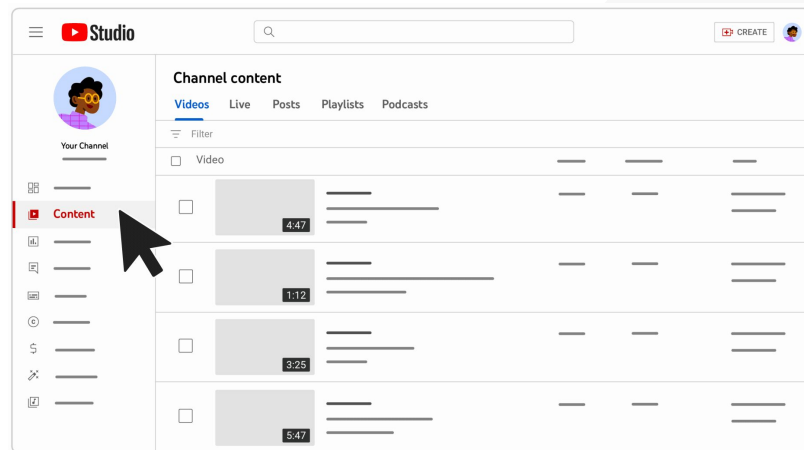 Studio
CREATE
Your Channel
Content
Channel content
Videos Live Posts Playlists Podcasts
Filter
Video
4:47
1:12
3:25
5:47